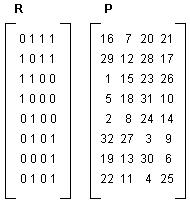 R P
0 1 1 1 16 7 20 21
1 0 1 1 29 12 28 17
1 1 0 0 1 15 23 26
1 0 0 0 5 18 31 10
0 1 0 0 2 8 24 14
0 1 0 1 32 27 3 9
0 0 0 1 19 13 30 6
0 1 0 1 22 11 4 25